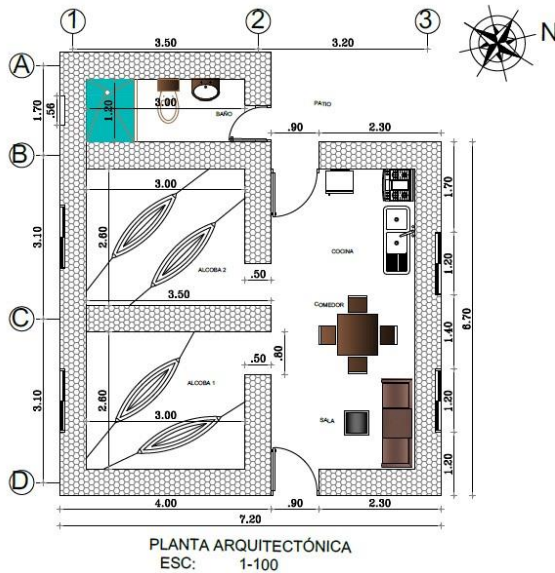 1 2 3
N
3.50 3.20
A
3.00
BAÑO
PATIO
1.70 .56 1.20
.90 2.30
B
3.00
1.70
3.10 2.60
COCINA
1.20
ALCOBA 2
.50
3.50
COMEDOR
6.70
C
1.40
.60
.50
ALCOBA 1
3.10 2.60
1.20
3.00
SALA
1.20
D
4.00 .90 2.30
7.20
PLANTA ARQUITECTÓNICA
ESC: 1-100